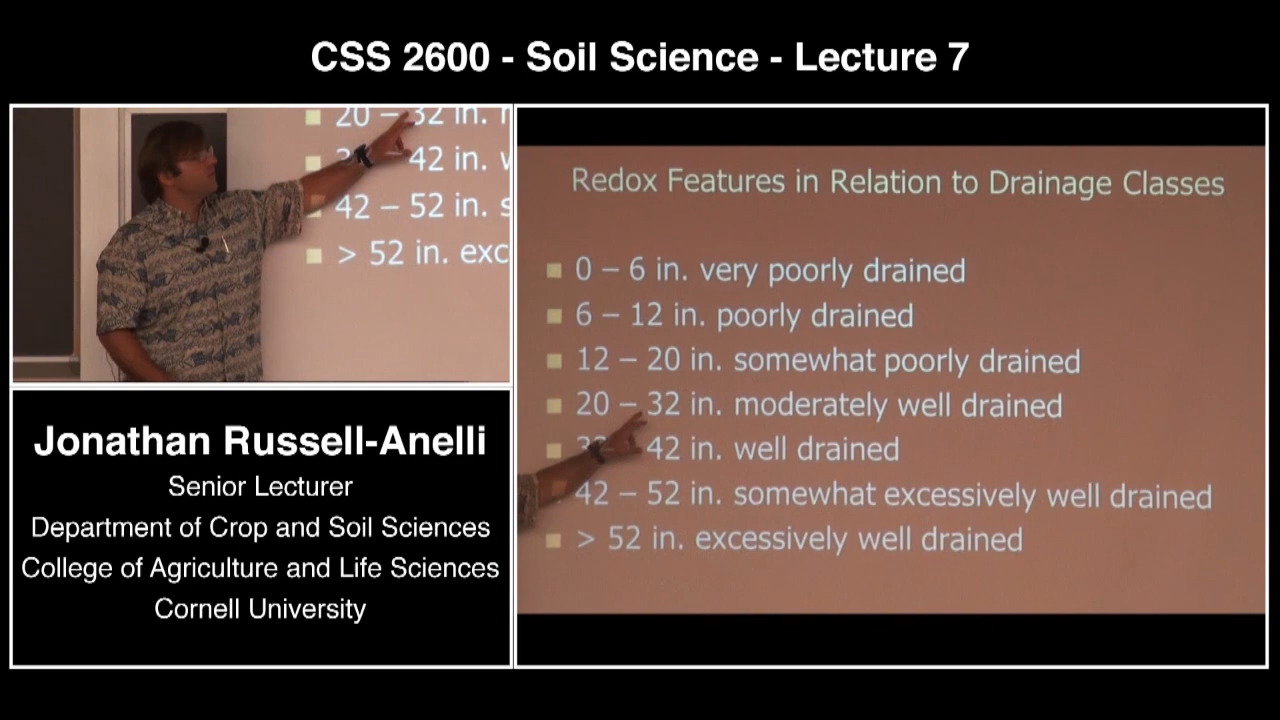 CSS 2600 - Soil Science - Lecture 7
20 – 32 in.
42 in.
42 – 52 in. s
> 52 in. exc
Jonathan Russell-Anelli
Senior Lecturer
Department of Crop and Soil Sciences
College of Agriculture and Life Sciences
Cornell University
Redox Features in Relation to Drainage Classes
0 – 6 in. very poorly drained
6 – 12 in. poorly drained
12 – 20 in. somewhat poorly drained
20 – 32 in. moderately well drained
42 in. well drained
42 – 52 in. somewhat excessively well drained
> 52 in. excessively well drained